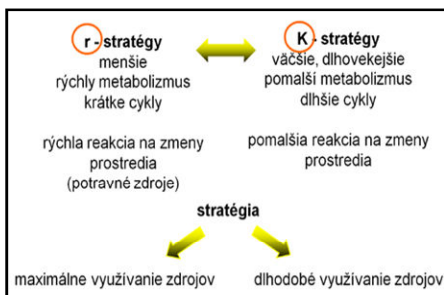 r - stratégy
menšie
rýchly metabolizmus
krátke cykly
rýchla reakcia na zmeny
prostredia
(potravné zdroje)
K - stratégy
väčšie, dlhovekejšie
pomalší metabolizmus
dlhšie cykly
pomalšia reakcia na zmeny
prostredia
stratégia
maximálne využívanie zdrojov
dlhodobé využívanie zdrojov